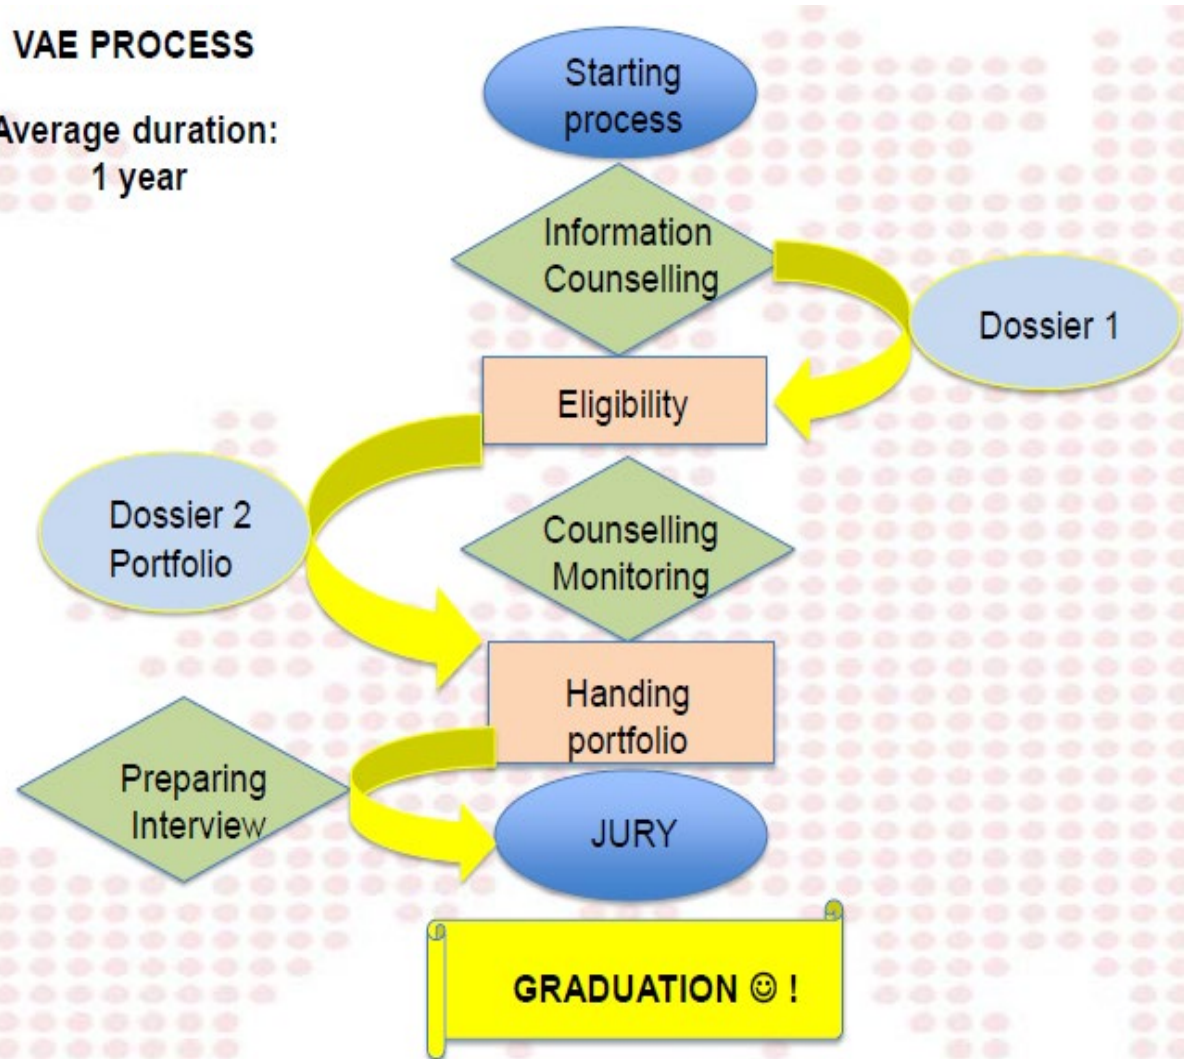 VAE PROCESS
Average duration:
1 year
Starting
process
Information
Counselling
Dossier 1
Eligibility
Dossier 2
Portfolio
Counselling
Monitoring
Handing
portfolio
Preparing
Interview
JURY
GRADUATION ☺ !